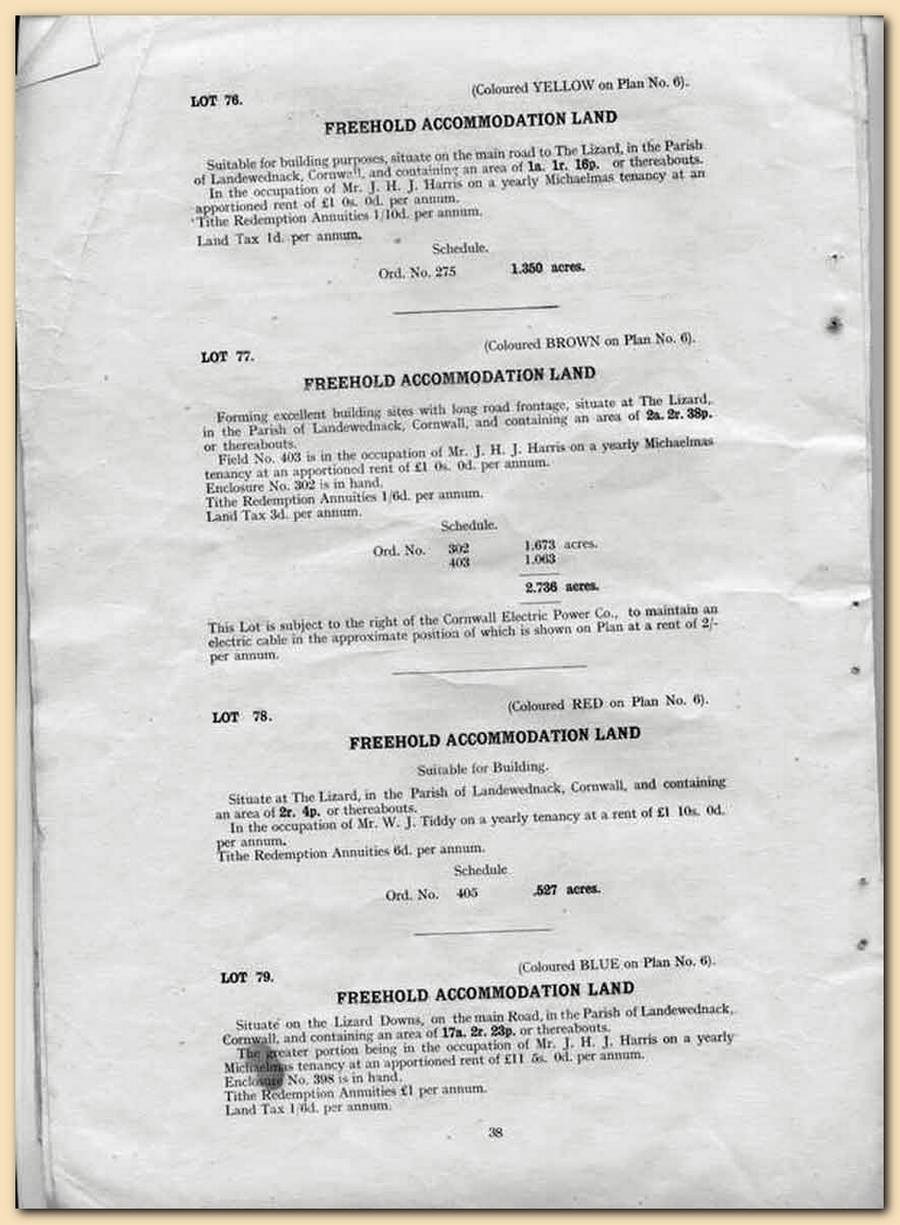 LOT 76.
(Coloured YELLOW on Plan No. 6).
FREEHOLD ACCOMMODATION LAND
Suitable for building purposes, situate on the main road to The Lizard, in the Parish
of Landewednack, Cornwall, and containing an area of 1a. 1r. 16p. or thereabouts.
In the occupation of Mr. J. H. J. Harris on a yearly Michaelmas tenancy at an
apportioned rent of £1 0s. 0d. per annum.
Tithe Redemption Annuities 1/10d. per annum.
Land Tax 1d. per annum.
Schedule.
Ord. No. 275 1.350 acres.
LOT 77.
(Coloured BROWN on Plan No. 6).
FREEHOLD ACCOMMODATION LAND
Forming excellent building sites with long road frontage, situate at The Lizard,
in the Parish of Landewednack, Cornwall, and containing an area of 2a. 2r. 38p.
or thereabouts.
Field No. 403 is in the occupation of Mr. J. H. J. Harris on a yearly Michaelmas
tenancy at an apportioned rent of £1 0s. 0d. per annum.
Enclosure No. 302 is in hand.
Tithe Redemption Annuities 1/6d. per annum.
Land Tax 3d. per annum.
Schedule.
Ord. No. 302 1.673 acres.
403 1.063
2.736 acres.
This Lot is subject to the right of the Cornwall Electric Power Co., to maintain an
electric cable in the approximate position of which is shown on Plan at a rent of 2/-
per annum.
LOT 78.
(Coloured RED on Plan No. 6).
FREEHOLD ACCOMMODATION LAND
Suitable for Building.
Situate at The Lizard, in the Parish of Landewednack, Cornwall, and containing
an area of 2r. 4p. or thereabouts.
In the occupation of Mr. W. J. Tiddy on a yearly tenancy at a rent of £1 10s. 0d.
per annum.
Tithe Redemption Annuities 6d. per annum.
Schedule
Ord. No. 405 .527 acres.
LOT 79.
(Coloured BLUE on Plan No. 6).
FREEHOLD ACCOMMODATION LAND
Situate on the Lizard Downs, on the main Road, in the Parish of Landewednack,
Cornwall, and containing an area of 17a. 2r. 23p. or thereabouts.
The greater portion being in the occupation of Mr. J. H. J. Harris on a yearly
Michaelmas tenancy at an apportioned rent of £11 5s. 0d. per annum.
Enclosure No. 398 is in hand.
Tithe Redemption Annuities £1 per annum.
Land Tax 1/6d. per annum.
38